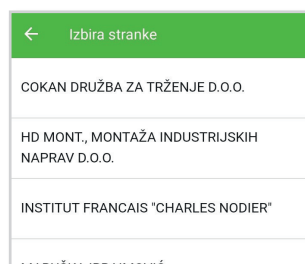 Izbira stranke
COKAN DRUŽBA ZA TRŽENJE D.O.O.
HD MONT., MONTAŽA INDUSTRIJSKIH
NAPRAV D.O.O.
INSTITUT FRANCAIS "CHARLES NODIER"